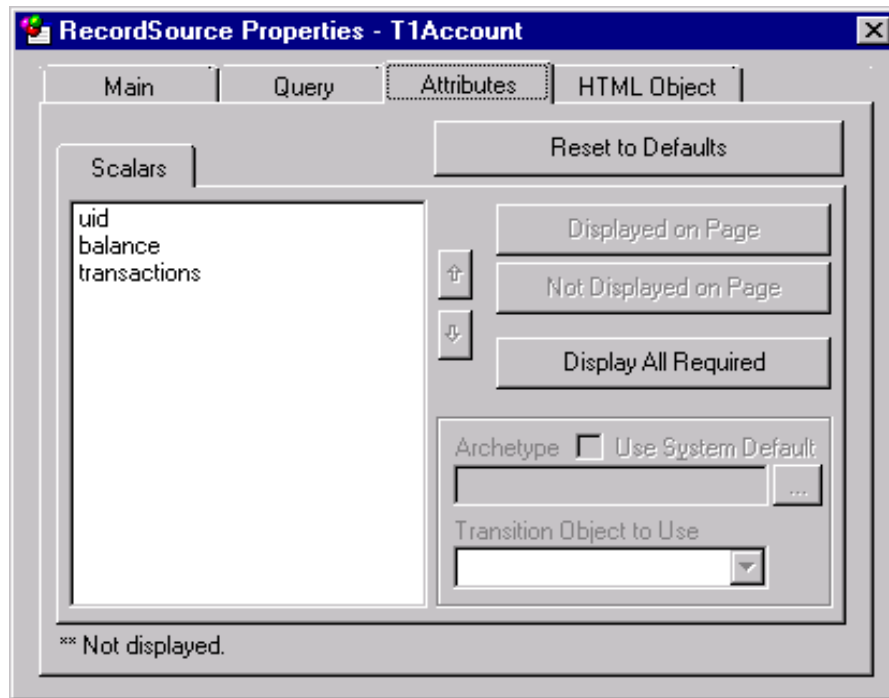 RecordSource Properties - T1Account
Main Query Attributes HTML Object
Reset to Defaults
Scalars
uid
balance
transactions
Displayed on Page
Not Displayed on Page
Display All Required
Archetype Use System Default
...
Transition Object to Use
** Not displayed.